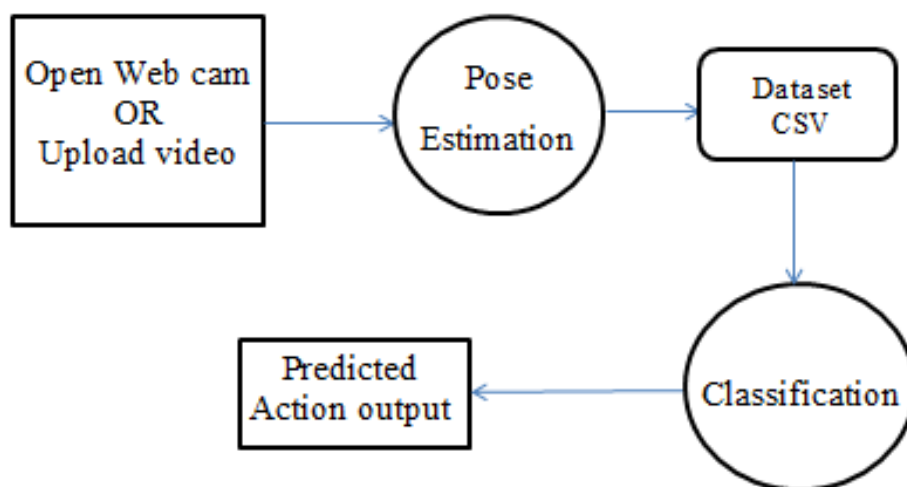 Open Web cam
OR
Upload video
Pose
Estimation
Dataset
CSV
Classification
Predicted
Action output